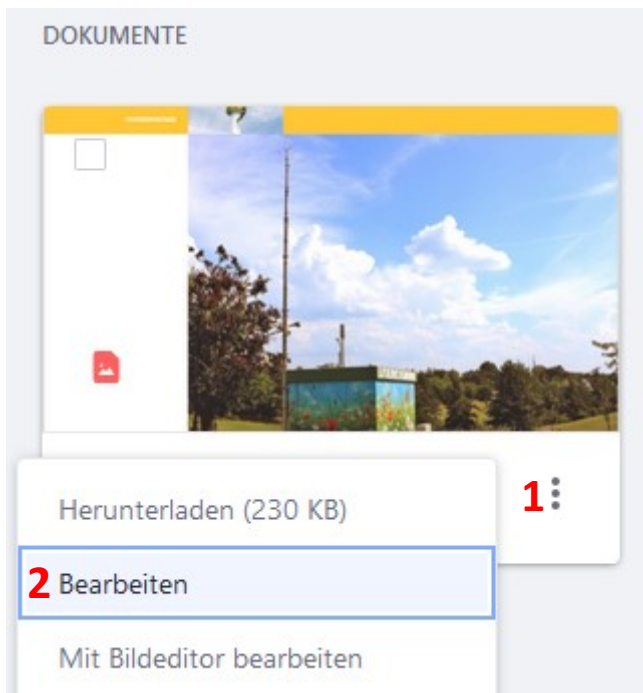 DOKUMENTE
1
Herunterladen (230 KB)
2 Bearbeiten
Mit Bildeditor bearbeiten